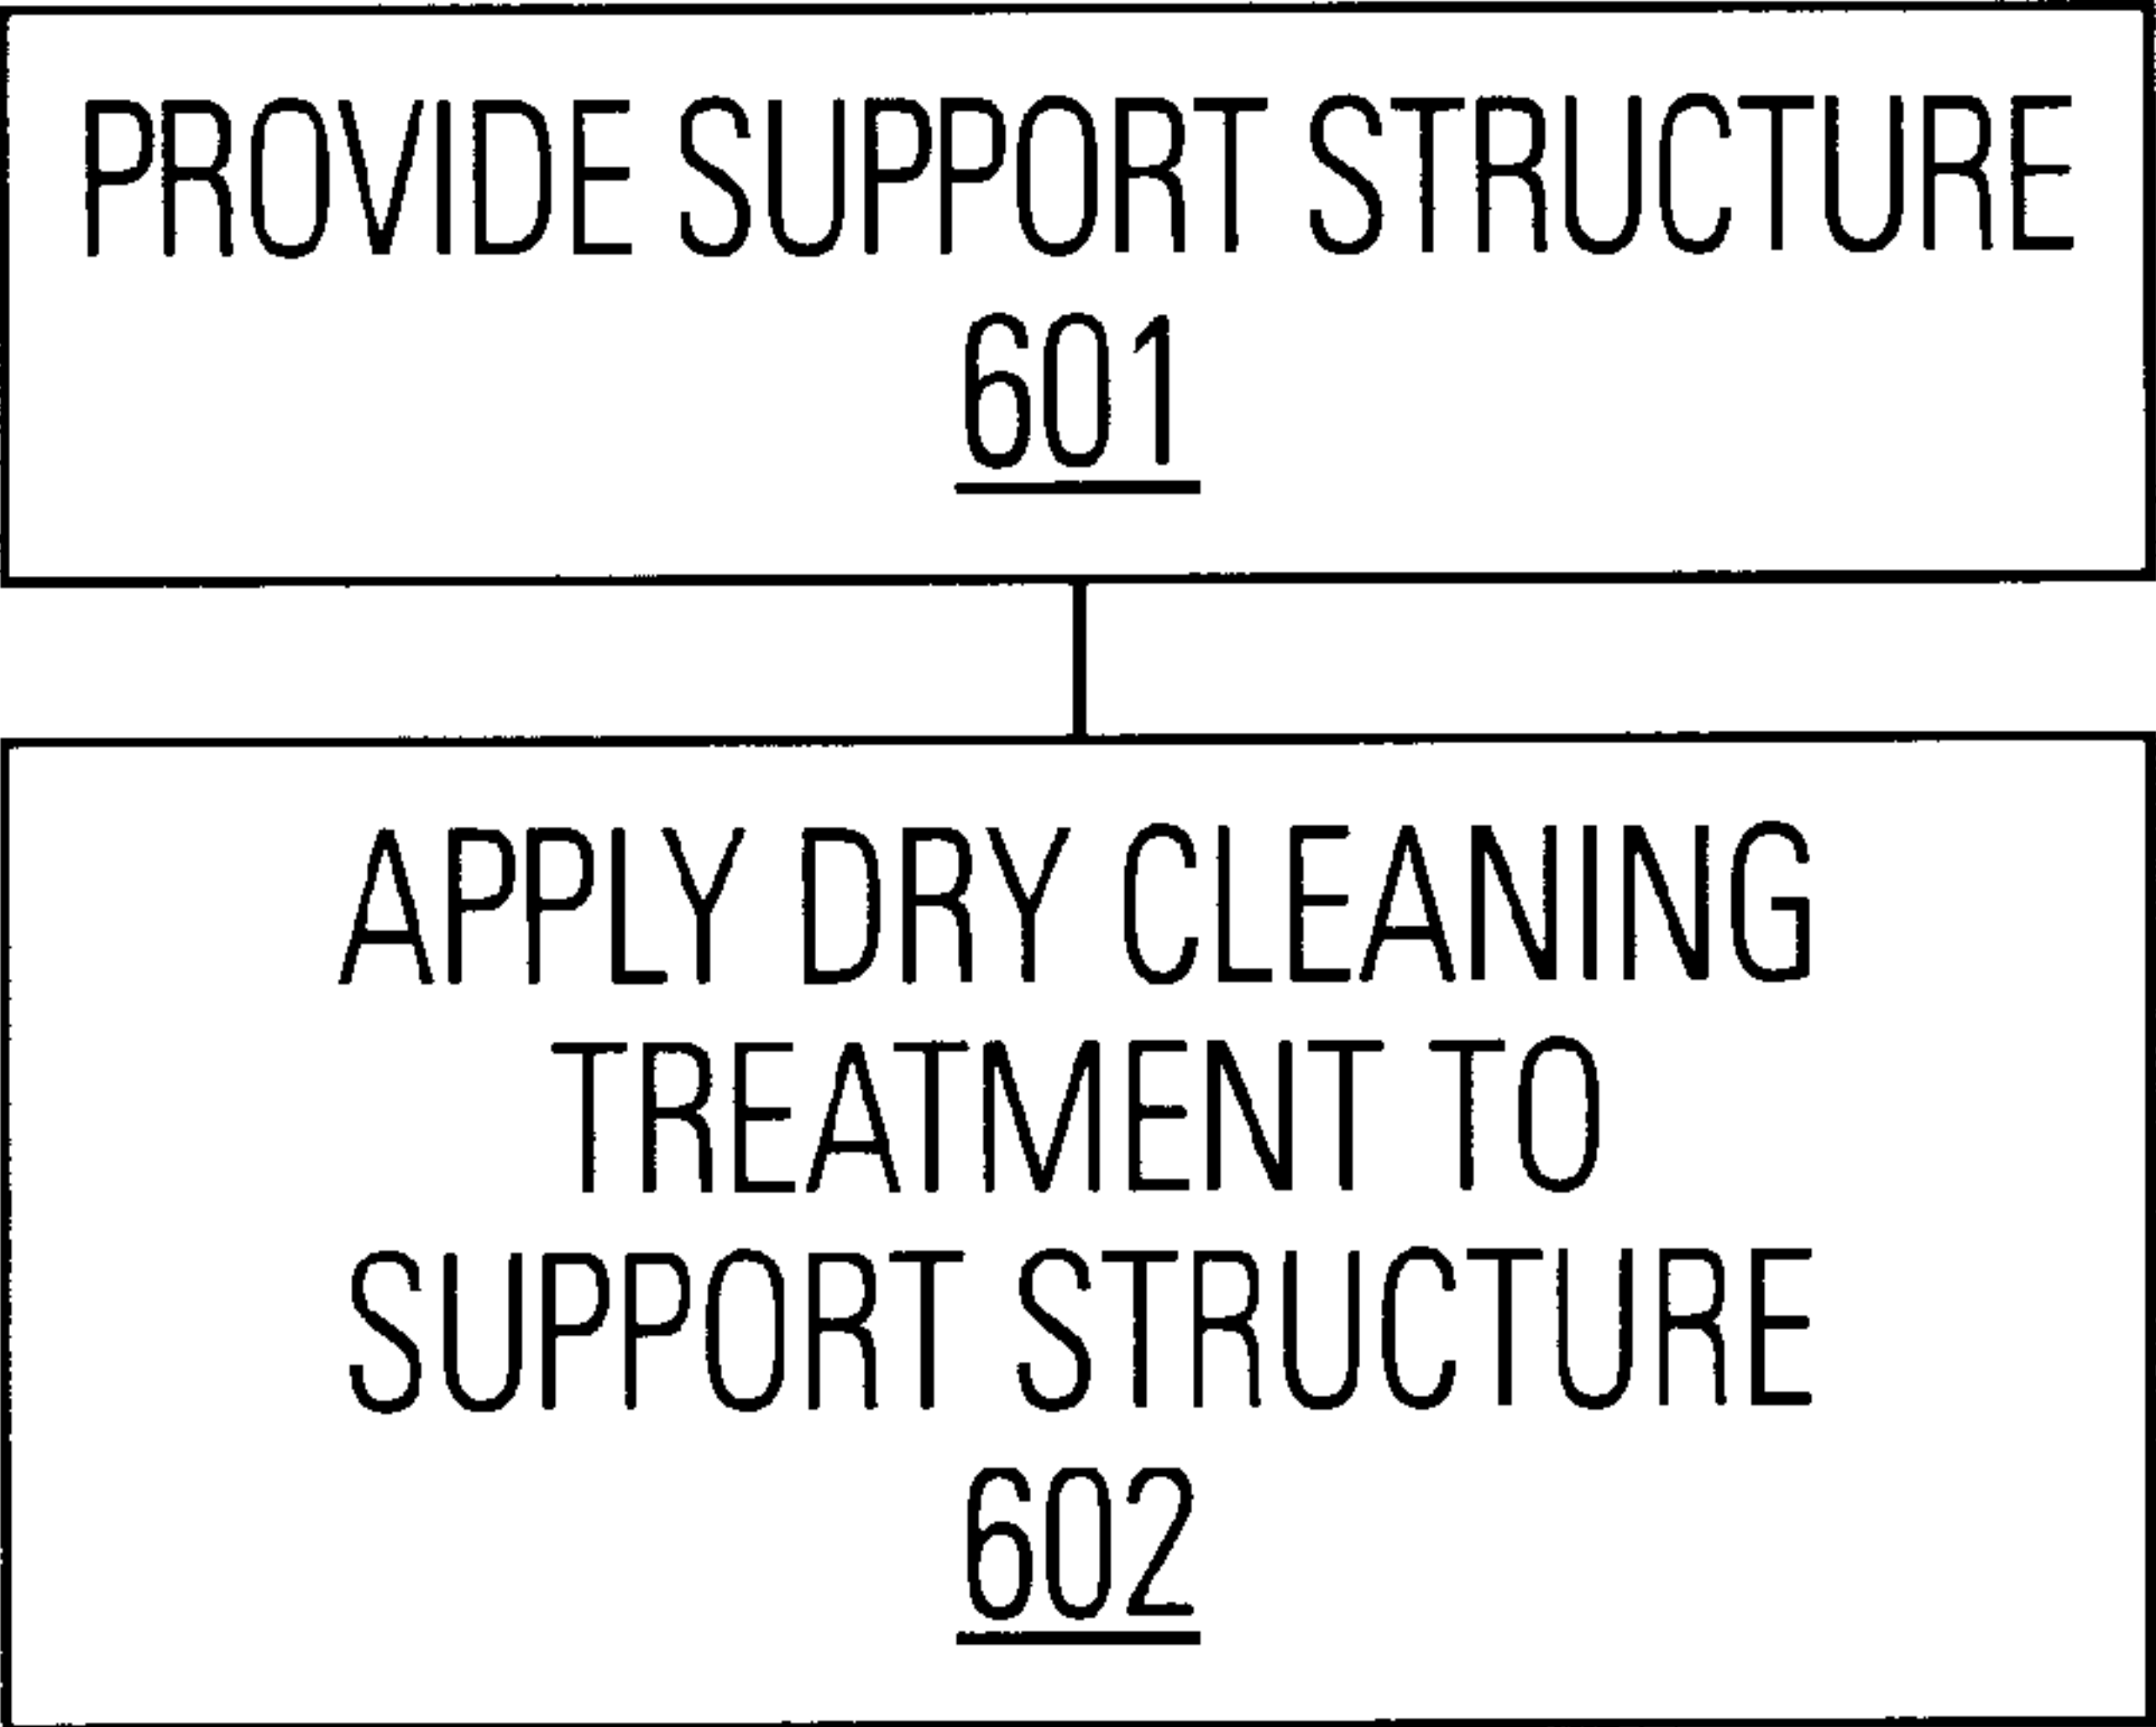 PROVIDE SUPPORT STRUCTURE
601
APPLY DRY CLEANING
TREATMENT TO
SUPPORT STRUCTURE
602